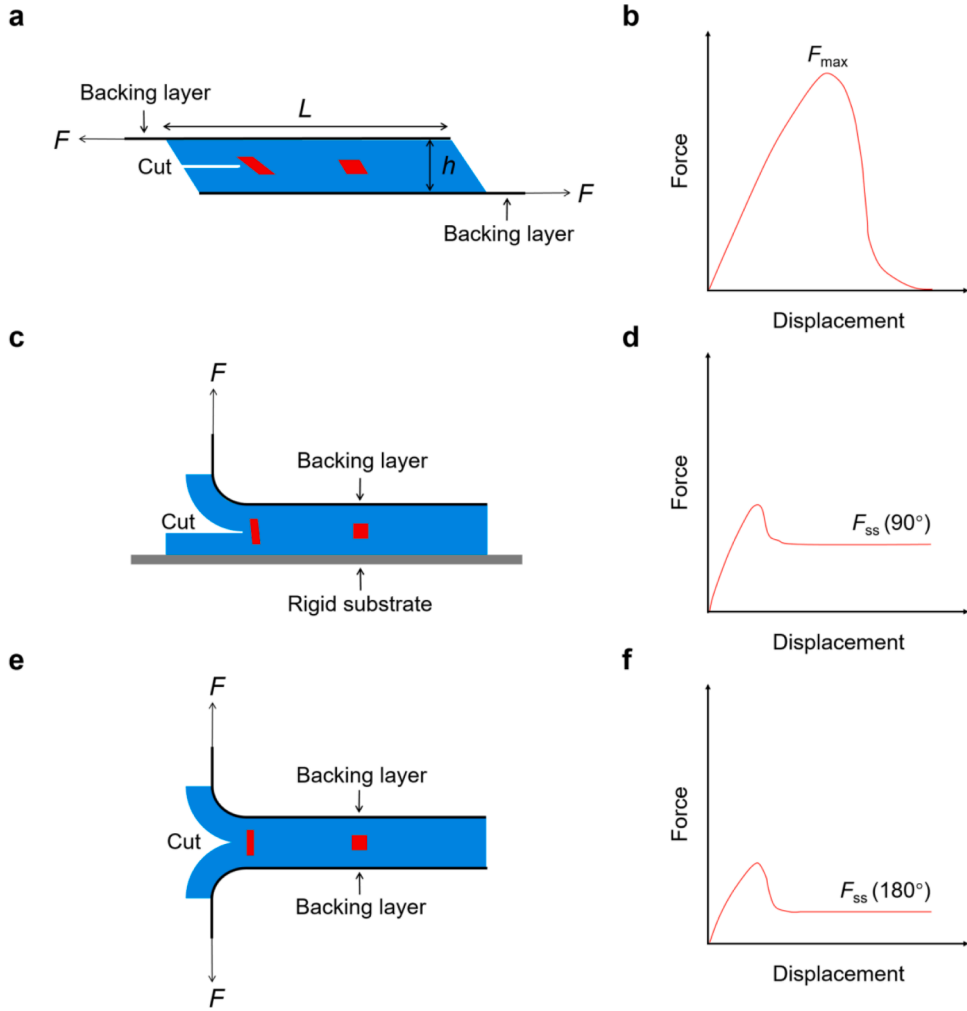 a
Backing layer
L
F
Cut
h
F
Backing layer
b
F_max
Force
Displacement
c
F
Backing layer
Cut
Rigid substrate
d
Force
F_ss (90°)
Displacement
e
F
Backing layer
Cut
Backing layer
F
f
Force
F_ss (180°)
Displacement